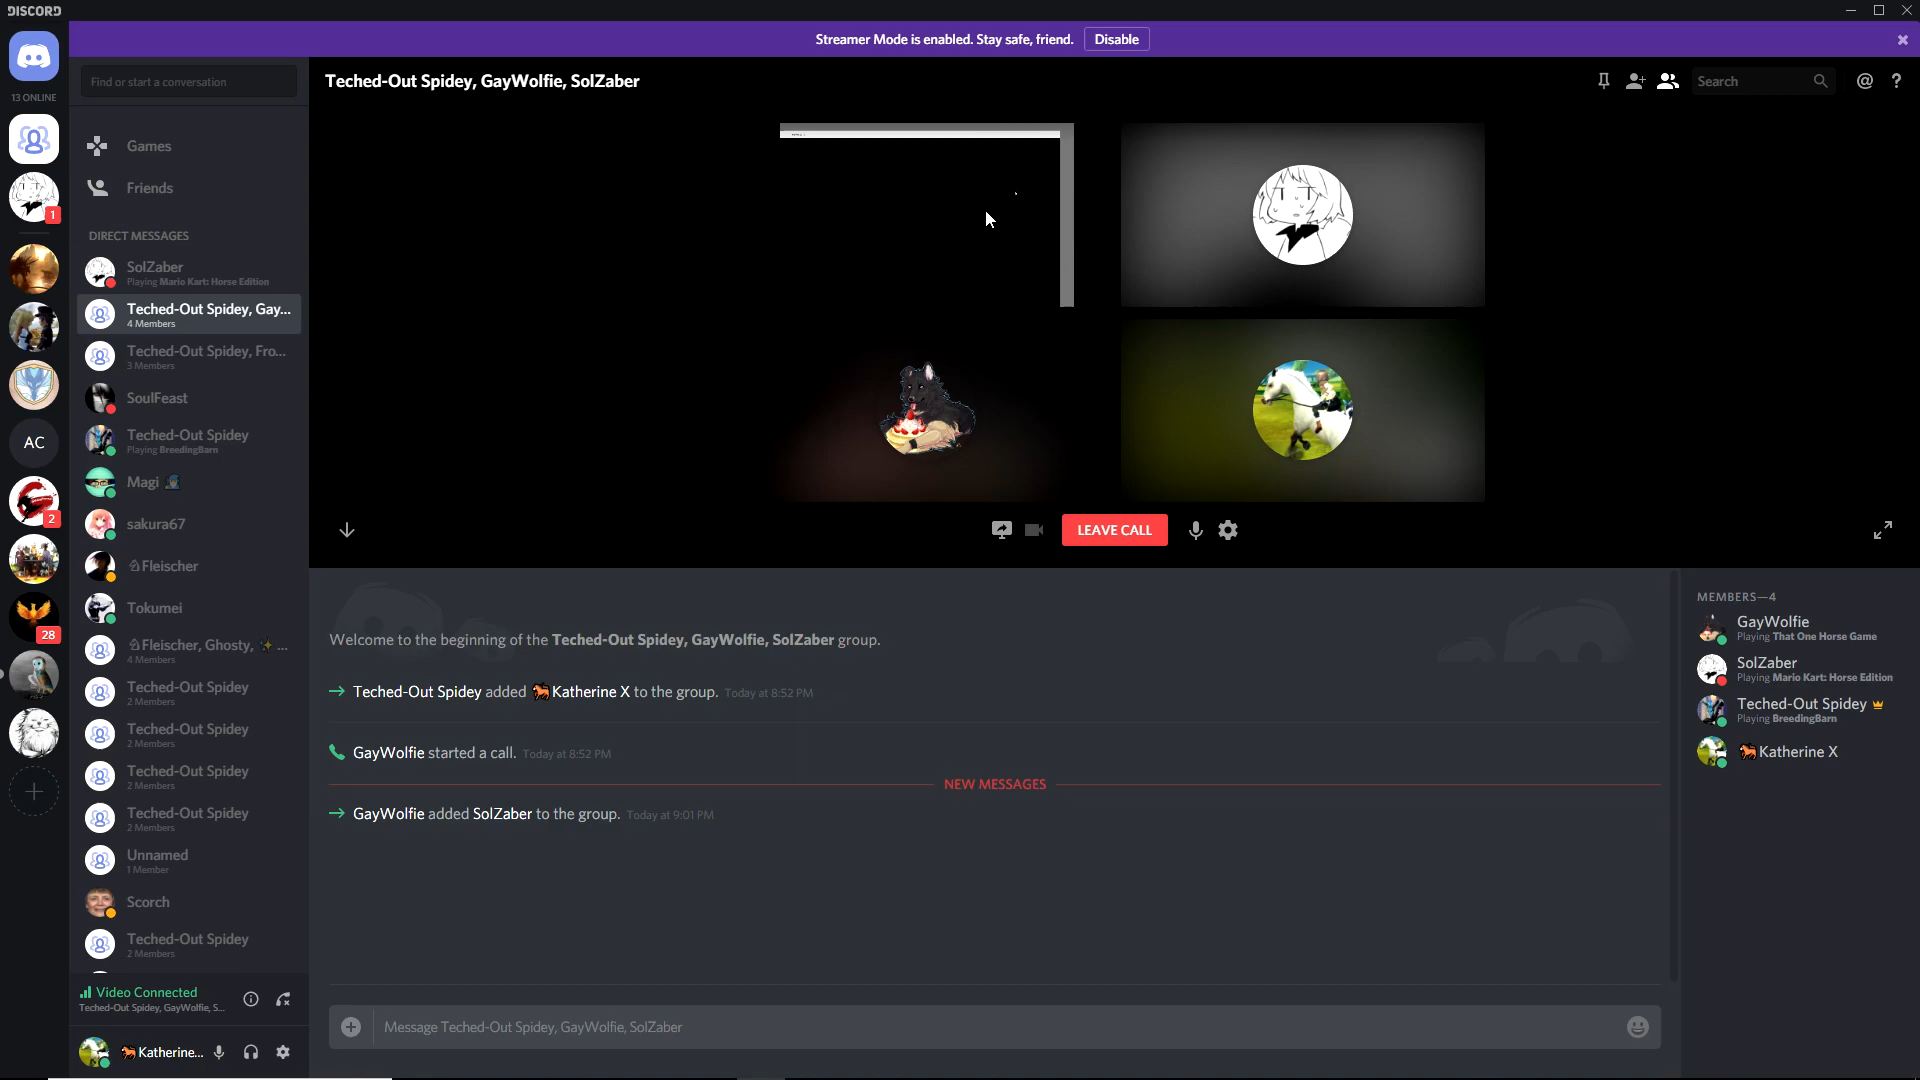 DISCORD
Streamer Mode is enabled. Stay safe, friend.
Disable
13 ONLINE
1
AC
2
28
Find or start a conversation
Games
Friends
DIRECT MESSAGES
SolZaber
Playing Mario Kart: Horse Edition
Teched-Out Spidey, Gay...
4 Members
Teched-Out Spidey, Fro...
3 Members
SoulFeast
Teched-Out Spidey
Playing BreedingBarn
Magi
sakura67
♘Fleischer
Tokumei
♘Fleischer, Ghosty, ✨ ...
4 Members
Teched-Out Spidey
2 Members
Teched-Out Spidey
2 Members
Teched-Out Spidey
2 Members
Teched-Out Spidey
2 Members
Unnamed
1 Member
Scorch
Teched-Out Spidey
2 Members
Video Connected
Teched-Out Spidey, GayWolfie, S...
Katherine...
Teched-Out Spidey, GayWolfie, SolZaber
Search
LEAVE CALL
Welcome to the beginning of the Teched-Out Spidey, GayWolfie, SolZaber group.
Teched-Out Spidey added Katherine X to the group. Today at 8:52 PM
GayWolfie started a call. Today at 8:52 PM
NEW MESSAGES
GayWolfie added SolZaber to the group. Today at 9:01 PM
Message Teched-Out Spidey, GayWolfie, SolZaber
MEMBERS—4
GayWolfie
Playing That One Horse Game
SolZaber
Playing Mario Kart: Horse Edition
Teched-Out Spidey
Playing BreedingBarn
Katherine X